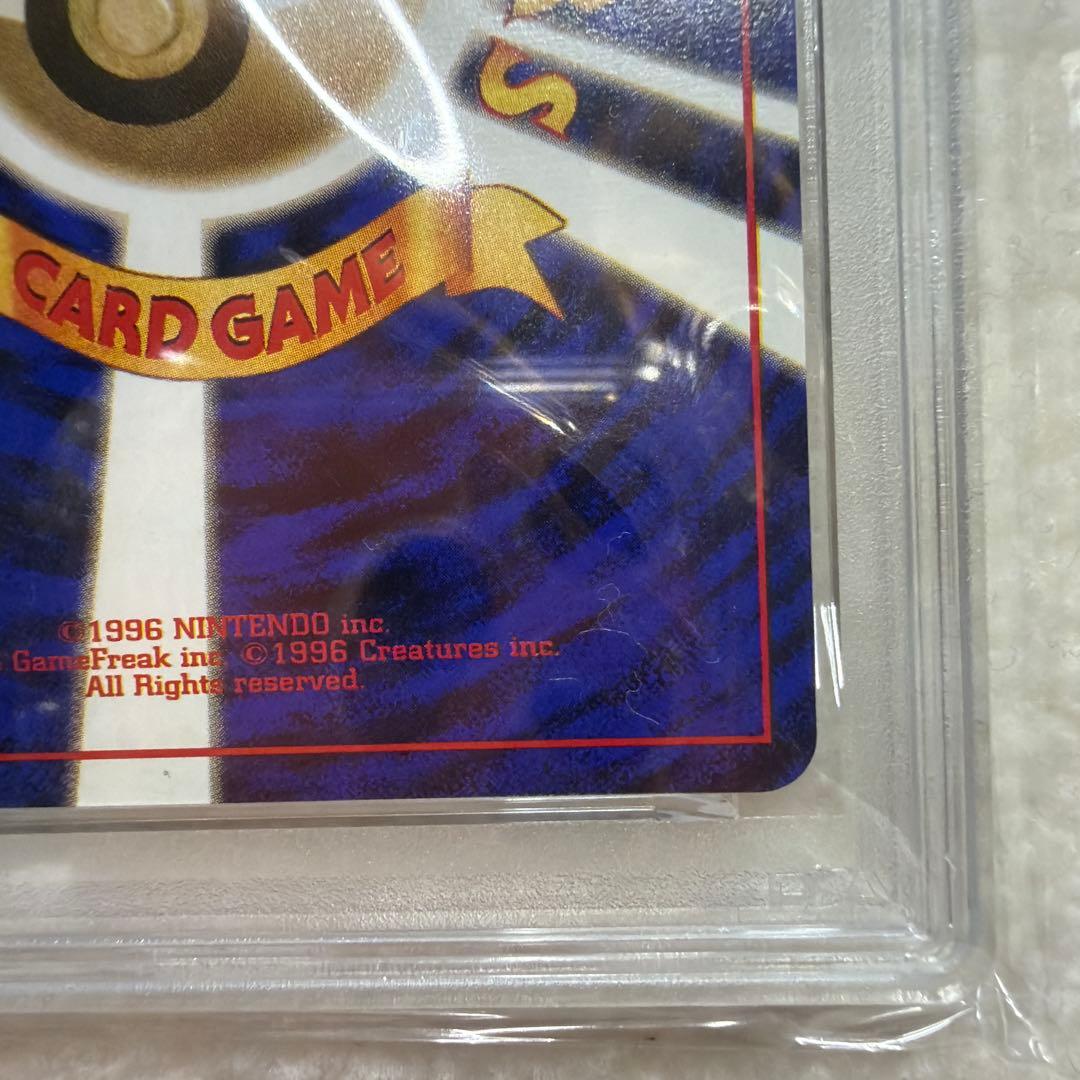 S
CARD GAME
©1996 NINTENDO inc.
GameFreak inc. ©1996 Creatures inc.
All Rights reserved.